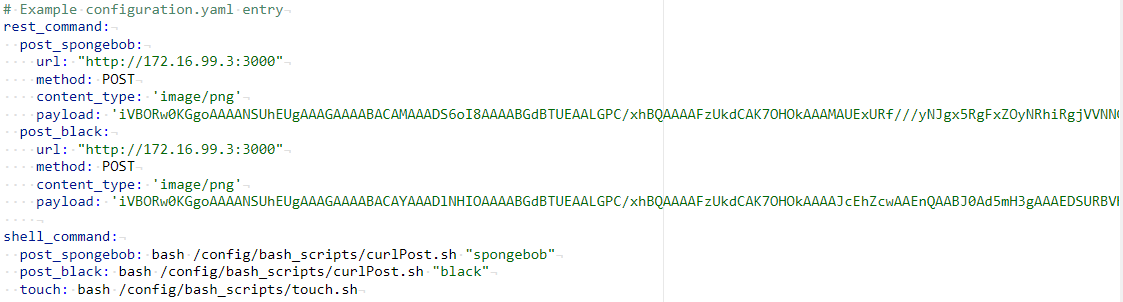 # Example configuration.yaml entry
rest_command:
  post_spongebob:
    url: "http://172.16.99.3:3000"
    method: POST
    content_type: 'image/png'
    payload: 'iVBORw0KGgoAAAANSUhEUgAAAGAAAABACAMAAADS6oI8AAAABGdBTUEAALGPC/xhBQAAAAFzUkdCAK7OHOkAAAMAUExURf///yNJgx5RgFxZOyNRhiRgjVVNN
  post_black:
    url: "http://172.16.99.3:3000"
    method: POST
    content_type: 'image/png'
    payload: 'iVBORw0KGgoAAAANSUhEUgAAAGAAAABACAYAAADlNHIOAAAABGdBTUEAALGPC/xhBQAAAAFzUkdCAK7OHOkAAAAJcEhZcwAAEnQAABJ0Ad5mH3gAAAEDSURBV
shell_command:
  post_spongebob: bash /config/bash_scripts/curlPost.sh "spongebob"
  post_black: bash /config/bash_scripts/curlPost.sh "black"
  touch: bash /config/bash_scripts/touch.sh